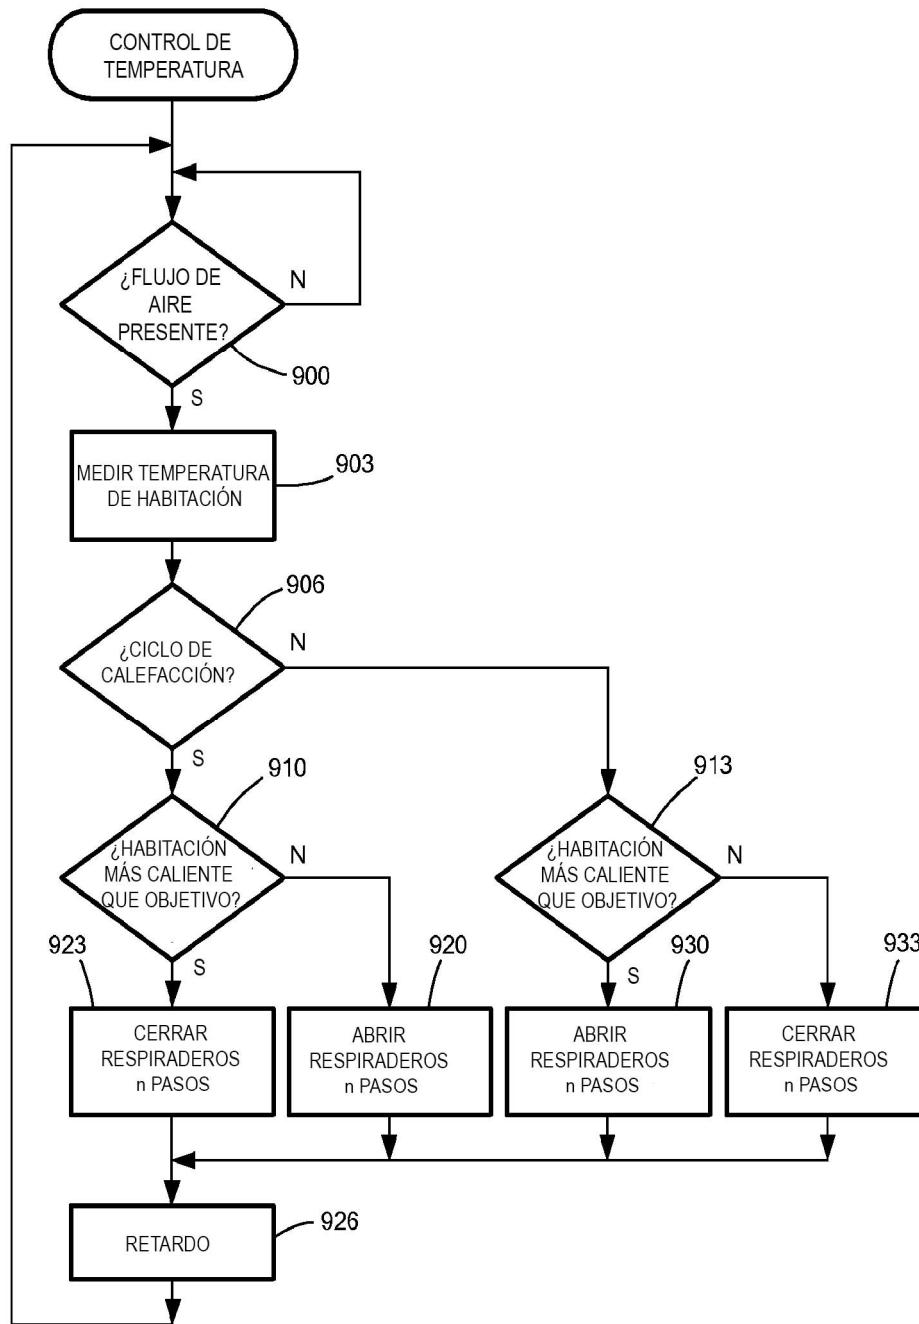 CONTROL DE
TEMPERATURA
¿FLUJO DE
AIRE
PRESENTE?
N
900
S
MEDIR TEMPERATURA
DE HABITACIÓN
903
906
¿CICLO DE
CALEFACCIÓN?
N
S
910
¿HABITACIÓN
MÁS CALIENTE
QUE OBJETIVO?
N
S
913
¿HABITACIÓN
MÁS CALIENTE
QUE OBJETIVO?
N
S
923
CERRAR
RESPIRADEROS
n PASOS
920
ABRIR
RESPIRADEROS
n PASOS
930
ABRIR
RESPIRADEROS
n PASOS
933
CERRAR
RESPIRADEROS
n PASOS
RETARDO
926